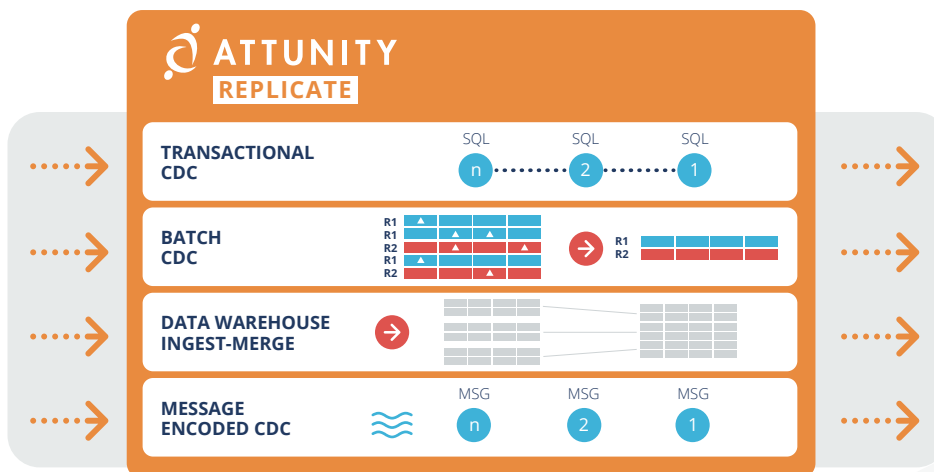 ATTUNITY
REPLICATE
TRANSACTIONAL
CDC
SQL SQL SQL
n 2 1
BATCH
CDC
R1
R1
R2
R1
R2
R1
R2
DATA WAREHOUSE
INGEST-MERGE
MESSAGE
ENCODED CDC
MSG MSG MSG
n 2 1